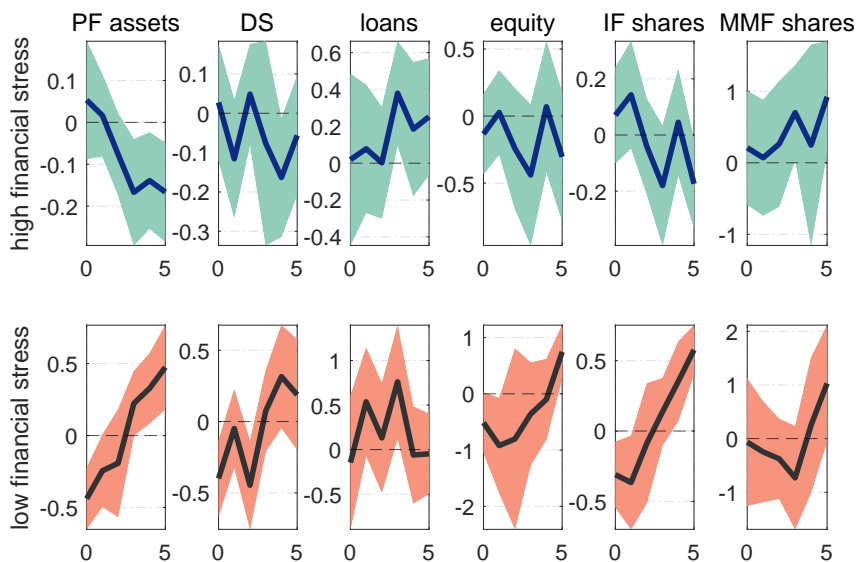 PF assets DS loans equity IF shares MMF shares
high financial stress
0.1 0 -0.1 -0.2
0.1 0 -0.1 -0.2 -0.3
0.6 0.4 0.2 0 -0.2 -0.4
0.5 0 -0.5
0.2 0 -0.2
1 0 -1
0 5 0 5 0 5 0 5 0 5 0 5
low financial stress
0.5 0 -0.5
0.5 0 -0.5
1 0.5 0 -0.5
1 0 -1 -2
0.5 0 -0.5
2 1 0 -1
0 5 0 5 0 5 0 5 0 5 0 5